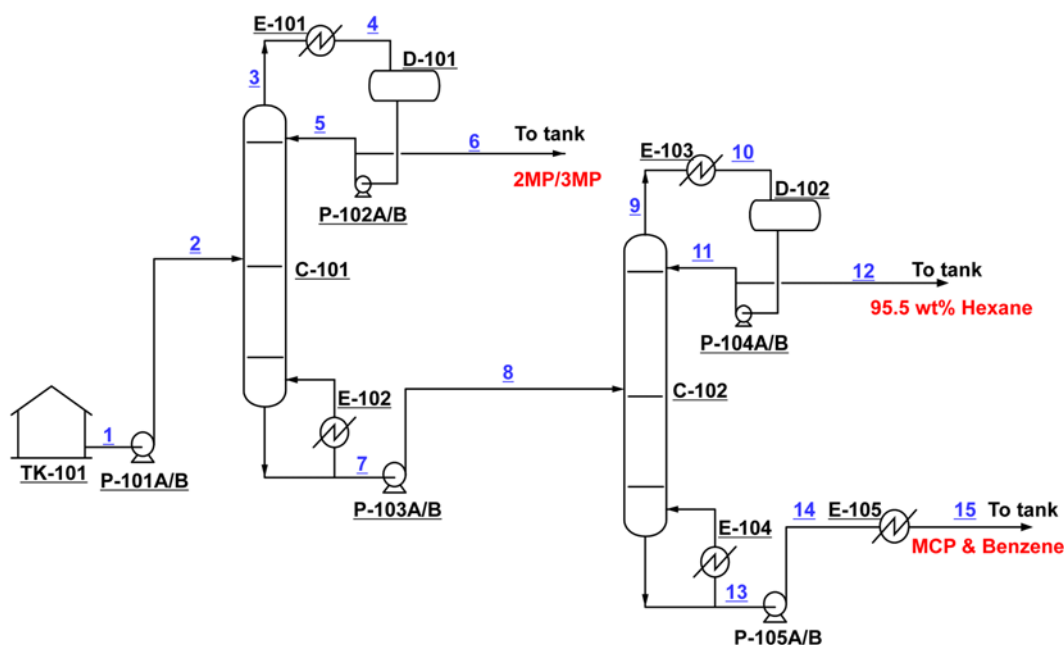 E-101
4
D-101
3
5
6
To tank
2MP/3MP
P-102A/B
E-103
10
D-102
9
2
C-101
11
12
To tank
95.5 wt% Hexane
P-104A/B
8
E-102
C-102
1
TK-101
P-101A/B
7
P-103A/B
14
E-105
15
To tank
MCP & Benzene
E-104
13
P-105A/B